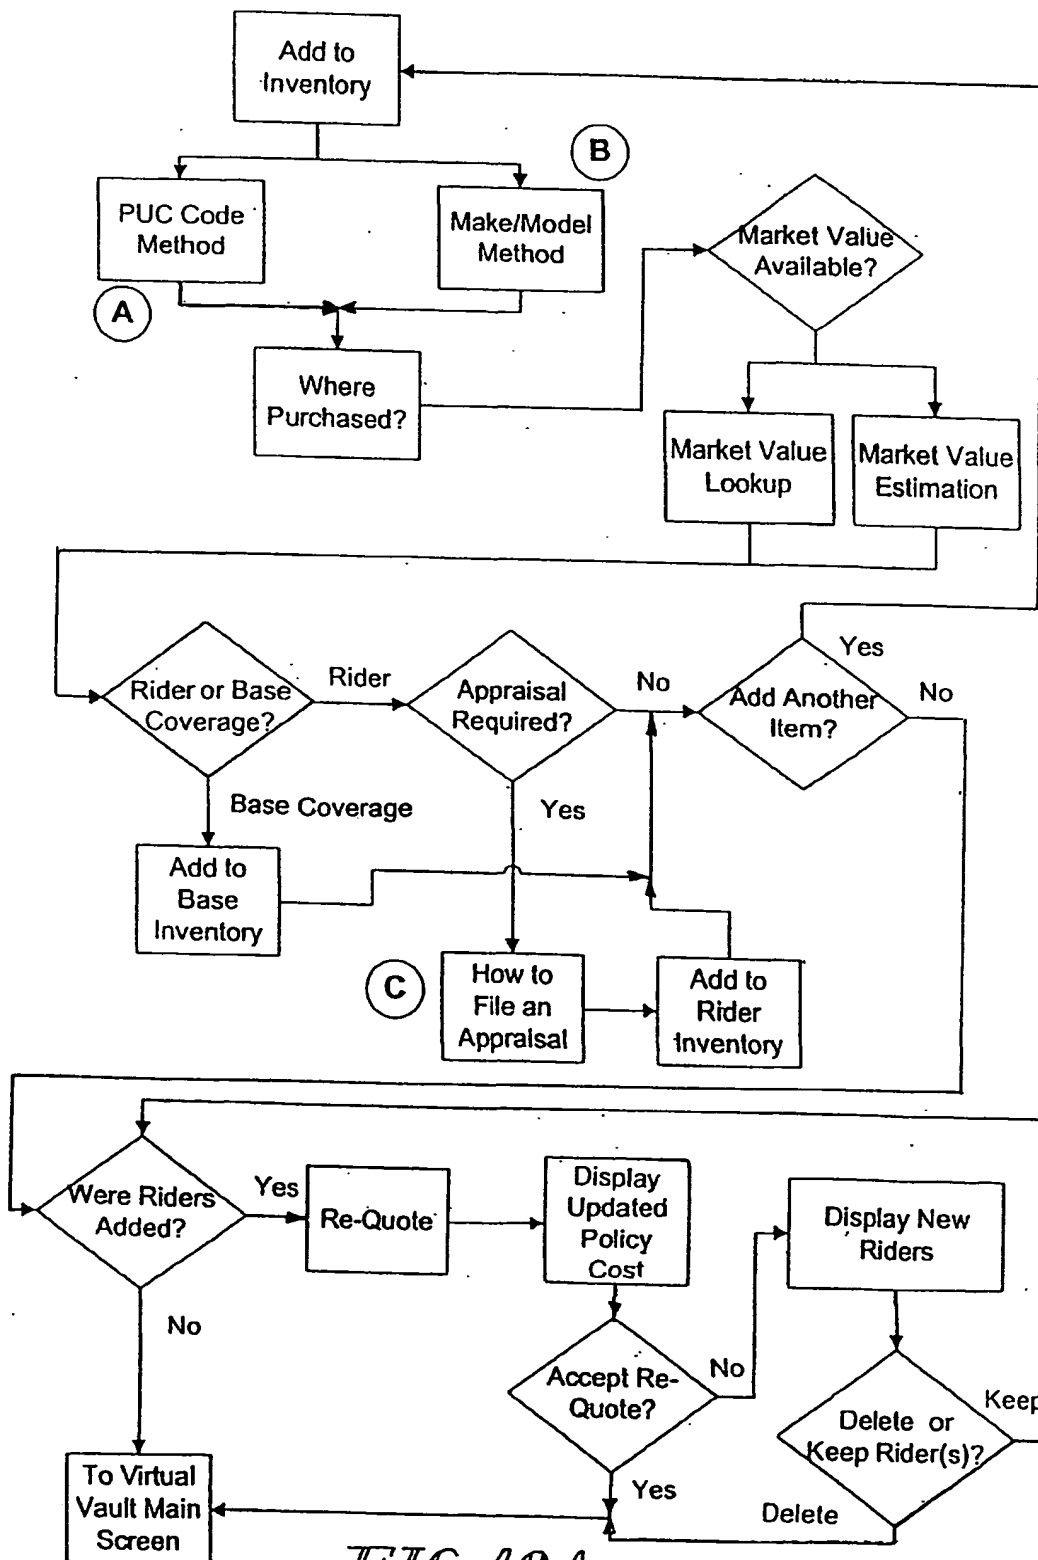 Add to
Inventory
B
PUC Code
Method
Make/Model
Method
Market Value
Available?
A
Where
Purchased?
Market Value
Lookup
Market Value
Estimation
Rider or Base
Coverage?
Rider
Appraisal
Required?
No
Add Another
Item?
Yes
No
Base Coverage
Yes
Add to
Base
Inventory
C
How to
File an
Appraisal
Add to
Rider
Inventory
Were Riders
Added?
Yes
Re-Quote
Display
Updated
Policy
Cost
Display New
Riders
No
Accept Re-
Quote?
No
Delete or
Keep Rider(s)?
Keep
Yes
Delete
To Virtual
Vault Main
Screen